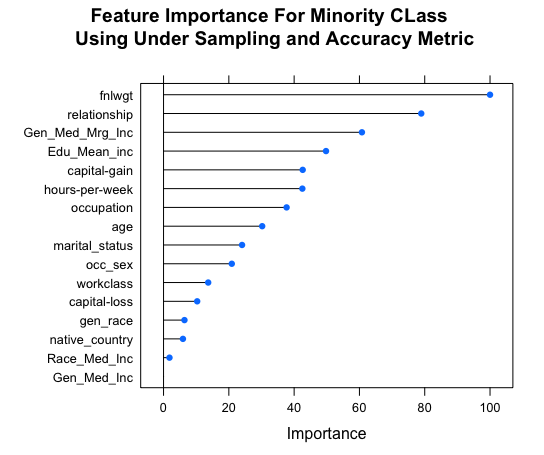 Feature Importance For Minority CLass
Using Under Sampling and Accuracy Metric
fnlwgt
relationship
Gen_Med_Mrg_Inc
Edu_Mean_inc
capital-gain
hours-per-week
occupation
age
marital_status
occ_sex
workclass
capital-loss
gen_race
native_country
Race_Med_Inc
Gen_Med_Inc
0 20 40 60 80 100
Importance